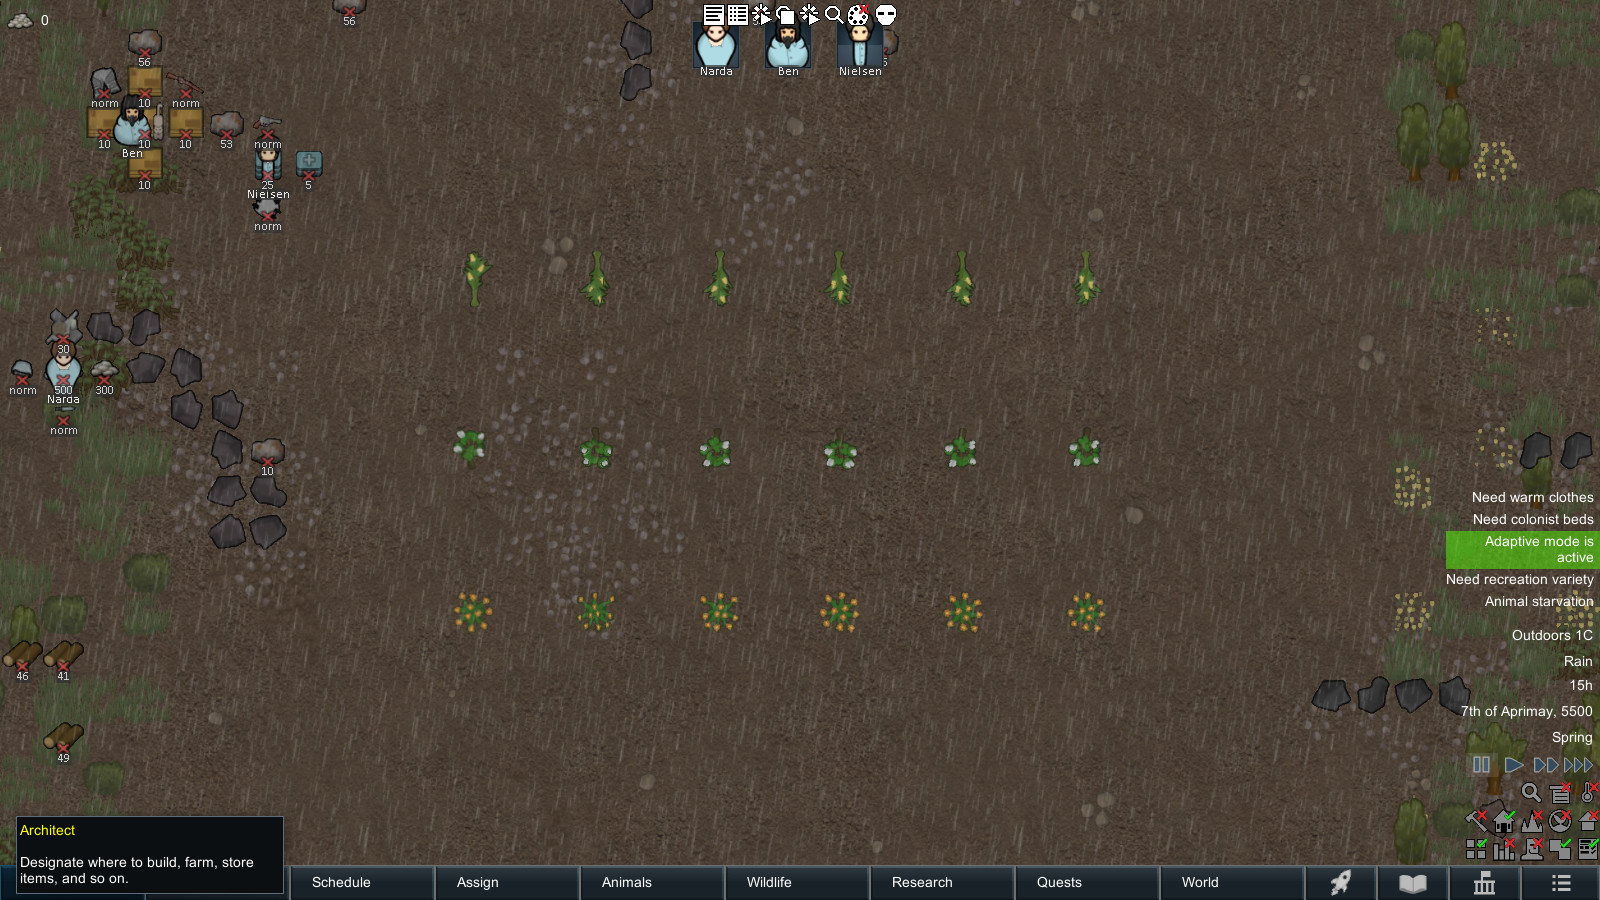 0
56
Narda
Ben
Nielsen
56
norm
10
norm
10
10
10
53
norm
Ben
10
25
5
Nielsen
norm
30
norm
500
300
Narda
norm
10
46
41
49
Need warm clothes
Need colonist beds
Adaptive mode is
active
Need recreation variety
Animal starvation
Outdoors 1C
Rain
15h
7th of Aprimay, 5500
Spring
Architect
Designate where to build, farm, store
items, and so on.
Schedule
Assign
Animals
Wildlife
Research
Quests
World